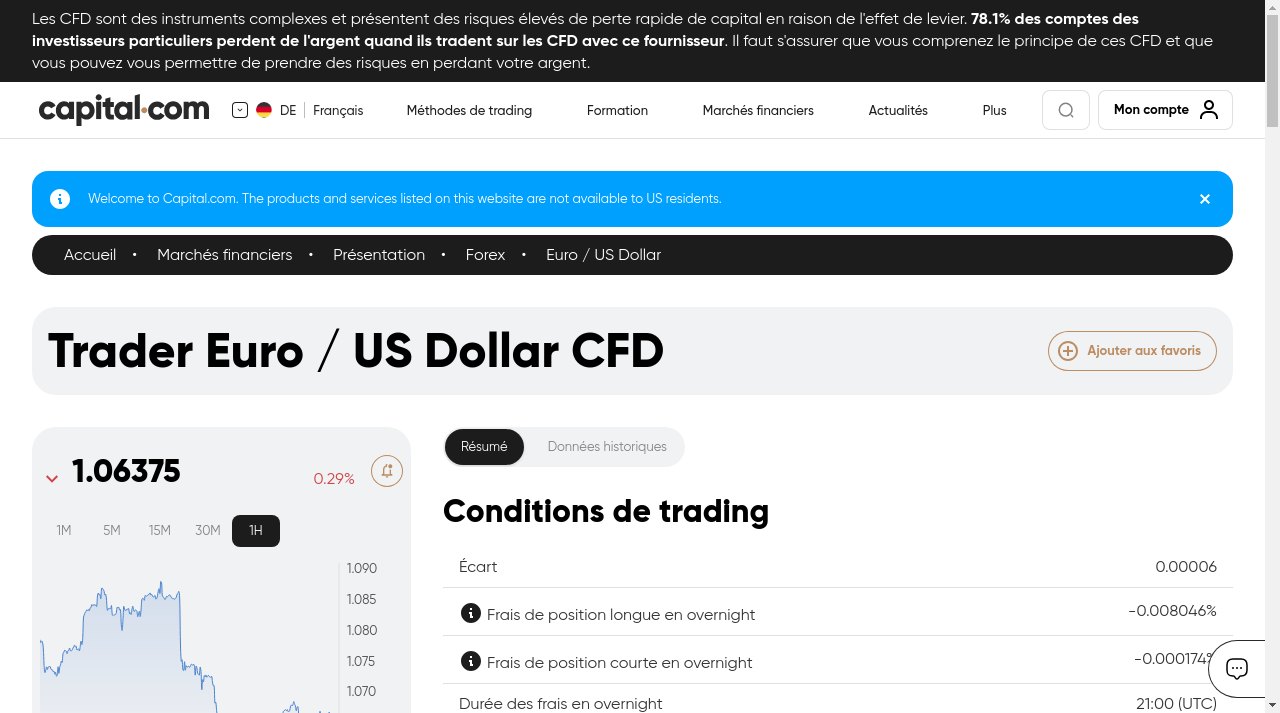 Les CFD sont des instruments complexes et présentent des risques élevés de perte rapide de capital en raison de l'effet de levier. 78.1% des comptes des
investisseurs particuliers perdent de l'argent quand ils tradent sur les CFD avec ce fournisseur. Il faut s'assurer que vous comprenez le principe de ces CFD et que
vous pouvez vous permettre de prendre des risques en perdant votre argent.
capital.com DE Français Méthodes de trading Formation Marchés financiers Actualités Plus Mon compte
Welcome to Capital.com. The products and services listed on this website are not available to US residents.
Accueil • Marchés financiers • Présentation • Forex • Euro / US Dollar
Trader Euro / US Dollar CFD
Ajouter aux favoris
1.06375
0.29%
1M 5M 15M 30M 1H
1.090
1.085
1.080
1.075
1.070
Résumé Données historiques
Conditions de trading
Écart 0.00006
Frais de position longue en overnight -0.008046%
Frais de position courte en overnight -0.000174%
Durée des frais en overnight 21:00 (UTC)